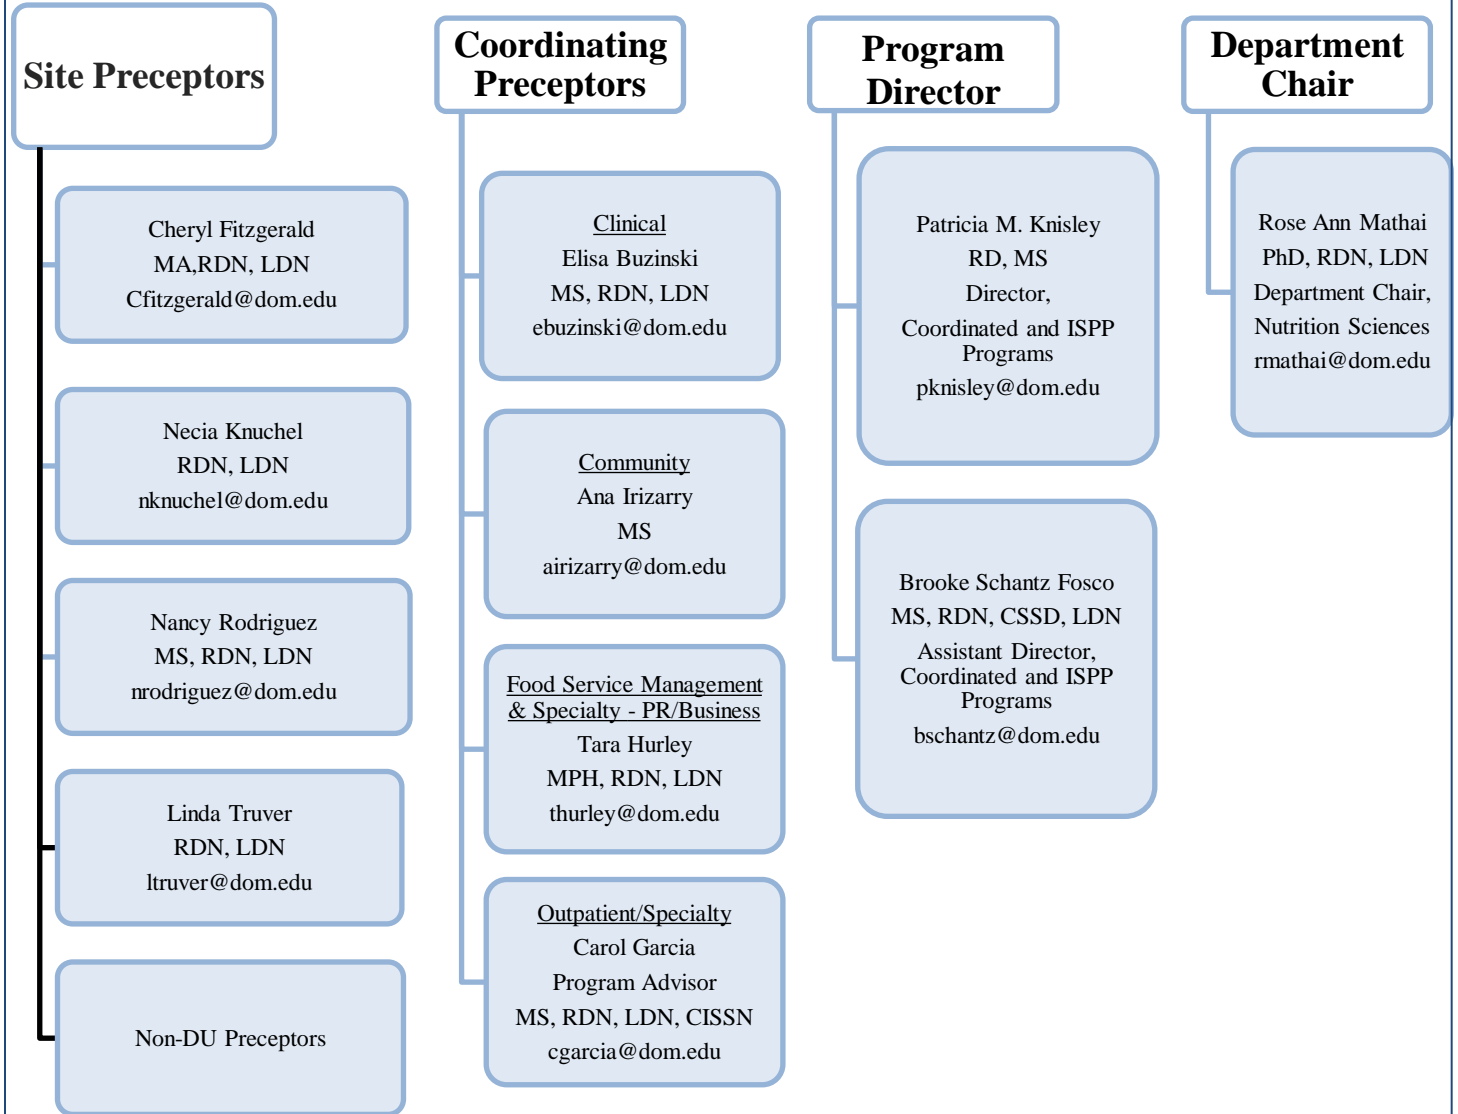 Site Preceptors
Cheryl Fitzgerald
MA,RDN, LDN
Cfitzgerald@dom.edu
Necia Knuchel
RDN, LDN
nknuchel@dom.edu
Nancy Rodriguez
MS, RDN, LDN
nrodriguez@dom.edu
Linda Truver
RDN, LDN
ltruver@dom.edu
Non-DU Preceptors
Coordinating
Preceptors
Clinical
Elisa Buzinski
MS, RDN, LDN
ebuzinski@dom.edu
Community
Ana Irizarry
MS
airizarry@dom.edu
Food Service Management
& Specialty - PR/Business
Tara Hurley
MPH, RDN, LDN
thurley@dom.edu
Outpatient/Specialty
Carol Garcia
Program Advisor
MS, RDN, LDN, CISSN
cgarcia@dom.edu
Program
Director
Patricia M. Knisley
RD, MS
Director,
Coordinated and ISPP
Programs
pknisley@dom.edu
Brooke Schantz Fosco
MS, RDN, CSSD, LDN
Assistant Director,
Coordinated and ISPP
Programs
bschantz@dom.edu
Department
Chair
Rose Ann Mathai
PhD, RDN, LDN
Department Chair,
Nutrition Sciences
rmathai@dom.edu